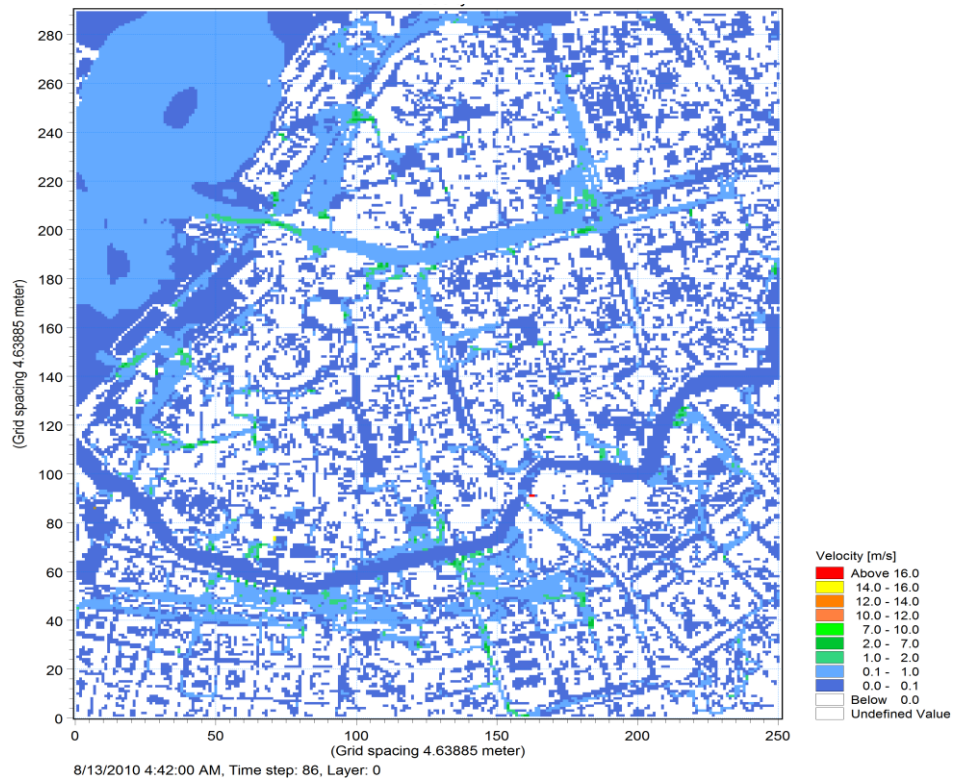 280
260
240
220
200
180
160
140
120
100
80
60
40
20
0
(Grid spacing 4.63885 meter)
0 50 100 150 200 250
(Grid spacing 4.63885 meter)
8/13/2010 4:42:00 AM, Time step: 86, Layer: 0
Velocity [m/s]
Above 16.0
14.0 - 16.0
12.0 - 14.0
10.0 - 12.0
7.0 - 10.0
2.0 - 7.0
1.0 - 2.0
0.1 - 1.0
0.0 - 0.1
Below 0.0
Undefined Value